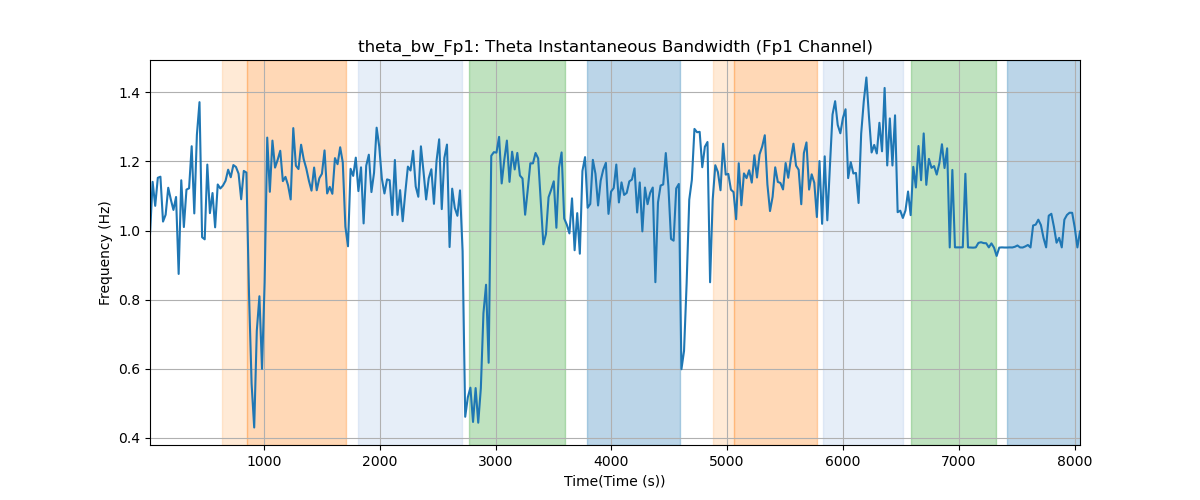 theta_bw_Fp1: Theta Instantaneous Bandwidth (Fp1 Channel)
Frequency (Hz)
1.4
1.2
1.0
0.8
0.6
0.4
1000 2000 3000 4000 5000 6000 7000 8000
Time(Time (s))